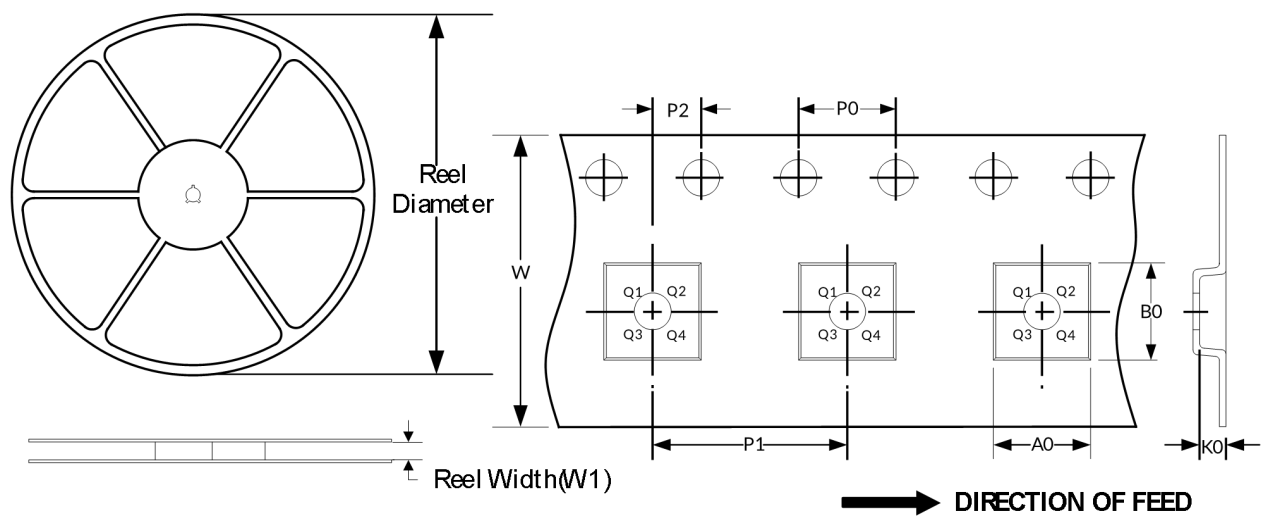 P2
P0
Reel
Diameter
W
Q1 Q2
Q3 Q4
Q1 Q2
Q3 Q4
Q1 Q2
Q3 Q4
B0
P1
A0
K0
Reel Width(W1)
DIRECTION OF FEED